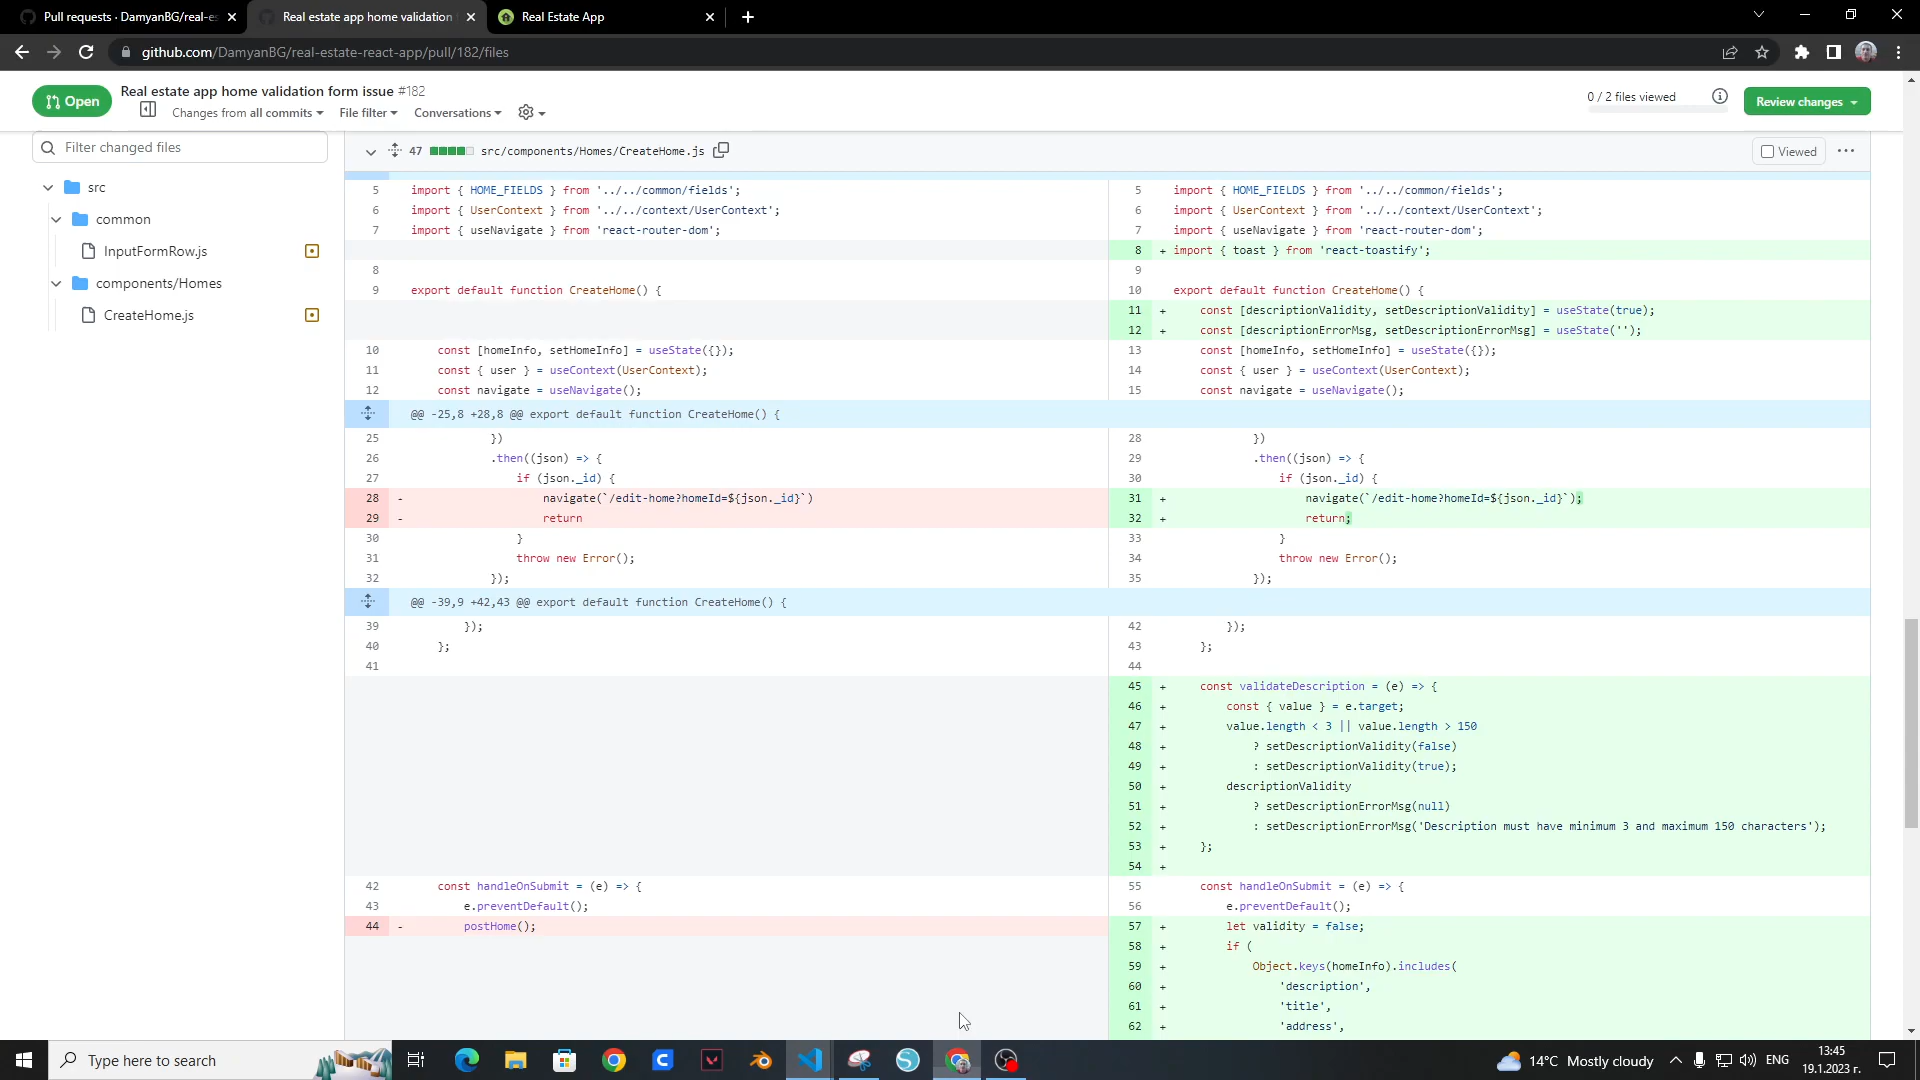 Pull requests · DamyanBG/real-es
Real estate app home validation
Real Estate App
github.com/DamyanBG/real-estate-react-app/pull/182/files
Open
Real estate app home validation form issue #182
Changes from all commits
File filter
Conversations
0 / 2 files viewed
Review changes
Filter changed files
src
common
InputFormRow.js
components/Homes
CreateHome.js
47 src/components/Homes/CreateHome.js
Viewed
5 import { HOME_FIELDS } from '../../common/fields';
6 import { UserContext } from '../../context/UserContext';
7 import { useNavigate } from 'react-router-dom';
8
9 export default function CreateHome() {
10 const [homeInfo, setHomeInfo] = useState({});
11 const { user } = useContext(UserContext);
12 const navigate = useNavigate();
@@ -25,8 +28,8 @@ export default function CreateHome() {
25 })
26 .then((json) => {
27 if (json._id) {
28 - navigate(`/edit-home?homeId=${json._id}`)
29 - return
30 }
31 throw new Error();
32 });
@@ -39,9 +42,43 @@ export default function CreateHome() {
39 });
40 };
41
42 const handleOnSubmit = (e) => {
43 e.preventDefault();
44 - postHome();
5 import { HOME_FIELDS } from '../../common/fields';
6 import { UserContext } from '../../context/UserContext';
7 import { useNavigate } from 'react-router-dom';
8 + import { toast } from 'react-toastify';
9
10 export default function CreateHome() {
11 + const [descriptionValidity, setDescriptionValidity] = useState(true);
12 + const [descriptionErrorMsg, setDescriptionErrorMsg] = useState('');
13 const [homeInfo, setHomeInfo] = useState({});
14 const { user } = useContext(UserContext);
15 const navigate = useNavigate();
28 })
29 .then((json) => {
30 if (json._id) {
31 + navigate(`/edit-home?homeId=${json._id}`);
32 + return;
33 }
34 throw new Error();
35 });
42 });
43 };
44
45 + const validateDescription = (e) => {
46 + const { value } = e.target;
47 + value.length < 3 || value.length > 150
48 + ? setDescriptionValidity(false)
49 + : setDescriptionValidity(true);
50 + descriptionValidity
51 + ? setDescriptionErrorMsg(null)
52 + : setDescriptionErrorMsg('Description must have minimum 3 and maximum 150 characters');
53 + };
54 +
55 const handleOnSubmit = (e) => {
56 e.preventDefault();
57 + let validity = false;
58 + if (
59 + Object.keys(homeInfo).includes(
60 + 'description',
61 + 'title',
62 + 'address',
Type here to search
14°C Mostly cloudy
ENG
13:45
19.1.2023 г.